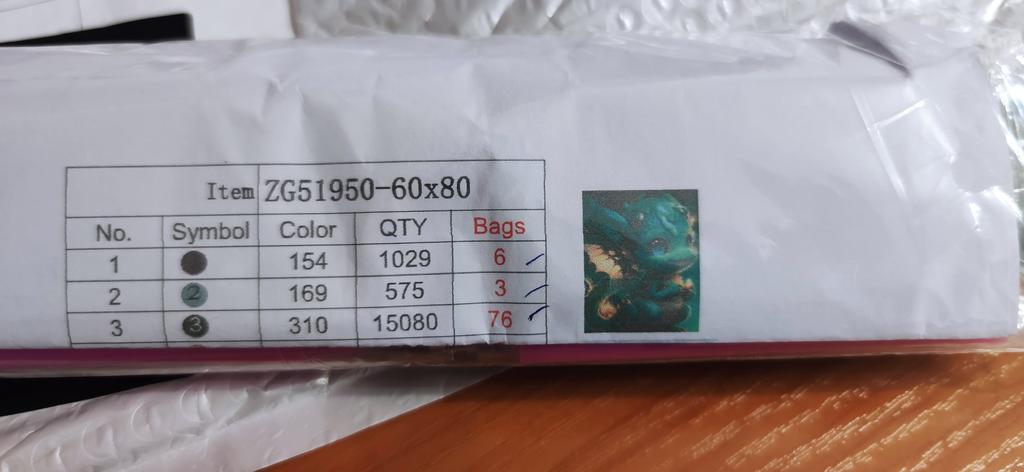 Item ZG51950-60x80
No. Symbol Color QTY Bags
1 154 1029 6
2 2 169 575 3
3 3 310 15080 76